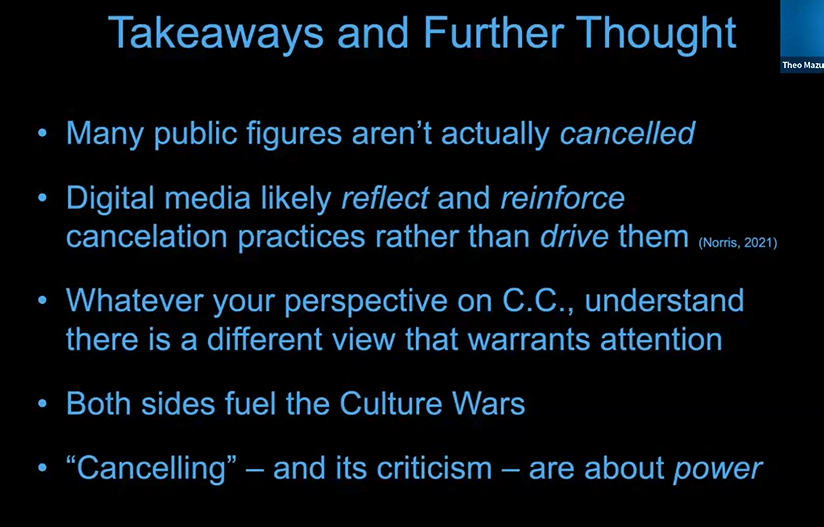 Takeaways and Further Thought
Theo Mazu
• Many public figures aren’t actually cancelled
• Digital media likely reflect and reinforce
cancelation practices rather than drive them (Norris, 2021)
• Whatever your perspective on C.C., understand
there is a different view that warrants attention
• Both sides fuel the Culture Wars
• “Cancelling” – and its criticism – are about power